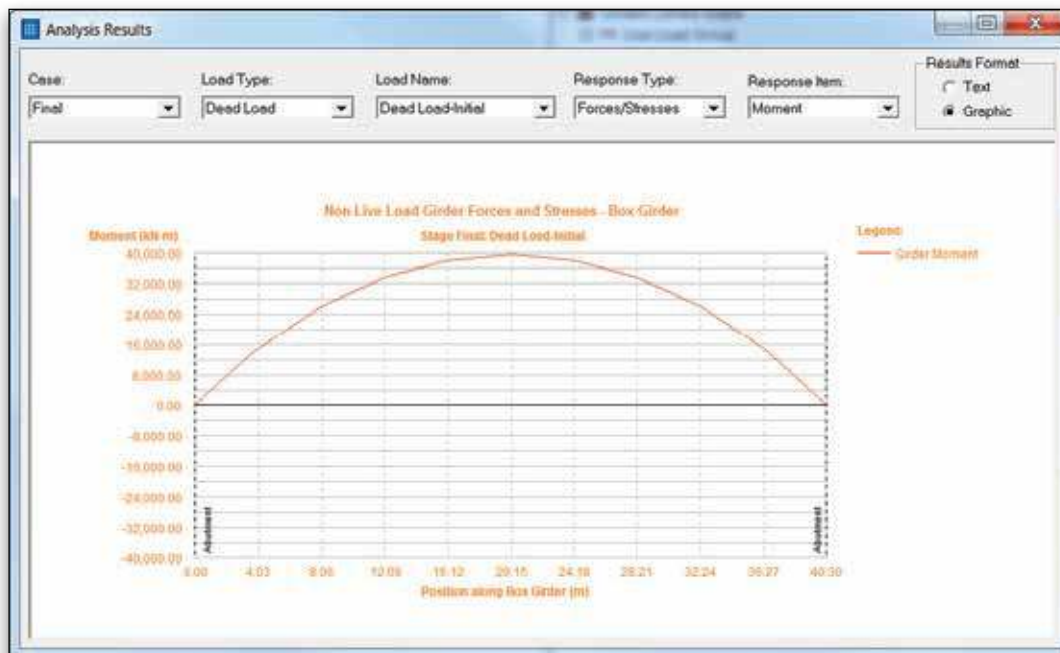 Analysis Results
Results Format
Case: Load Type: Load Name: Response Type: Response Item:
Text
Final Dead Load Dead Load-Initial Forces/Stresses Moment
Graphic
Non Live Load Girder Forces and Stresses - Box Girder
Moment (kN m) Stage Final: Dead Load-Initial
Legend:
Girder Moment
40,000.00
32,000.00
24,000.00
16,000.00
8,000.00
0.00
-8,000.00
-16,000.00
-24,000.00
-32,000.00
-40,000.00
Abutment Abutment
0.00 4.03 8.06 12.09 16.12 20.15 24.18 28.21 32.24 36.27 40.30
Position along Box Girder (m)